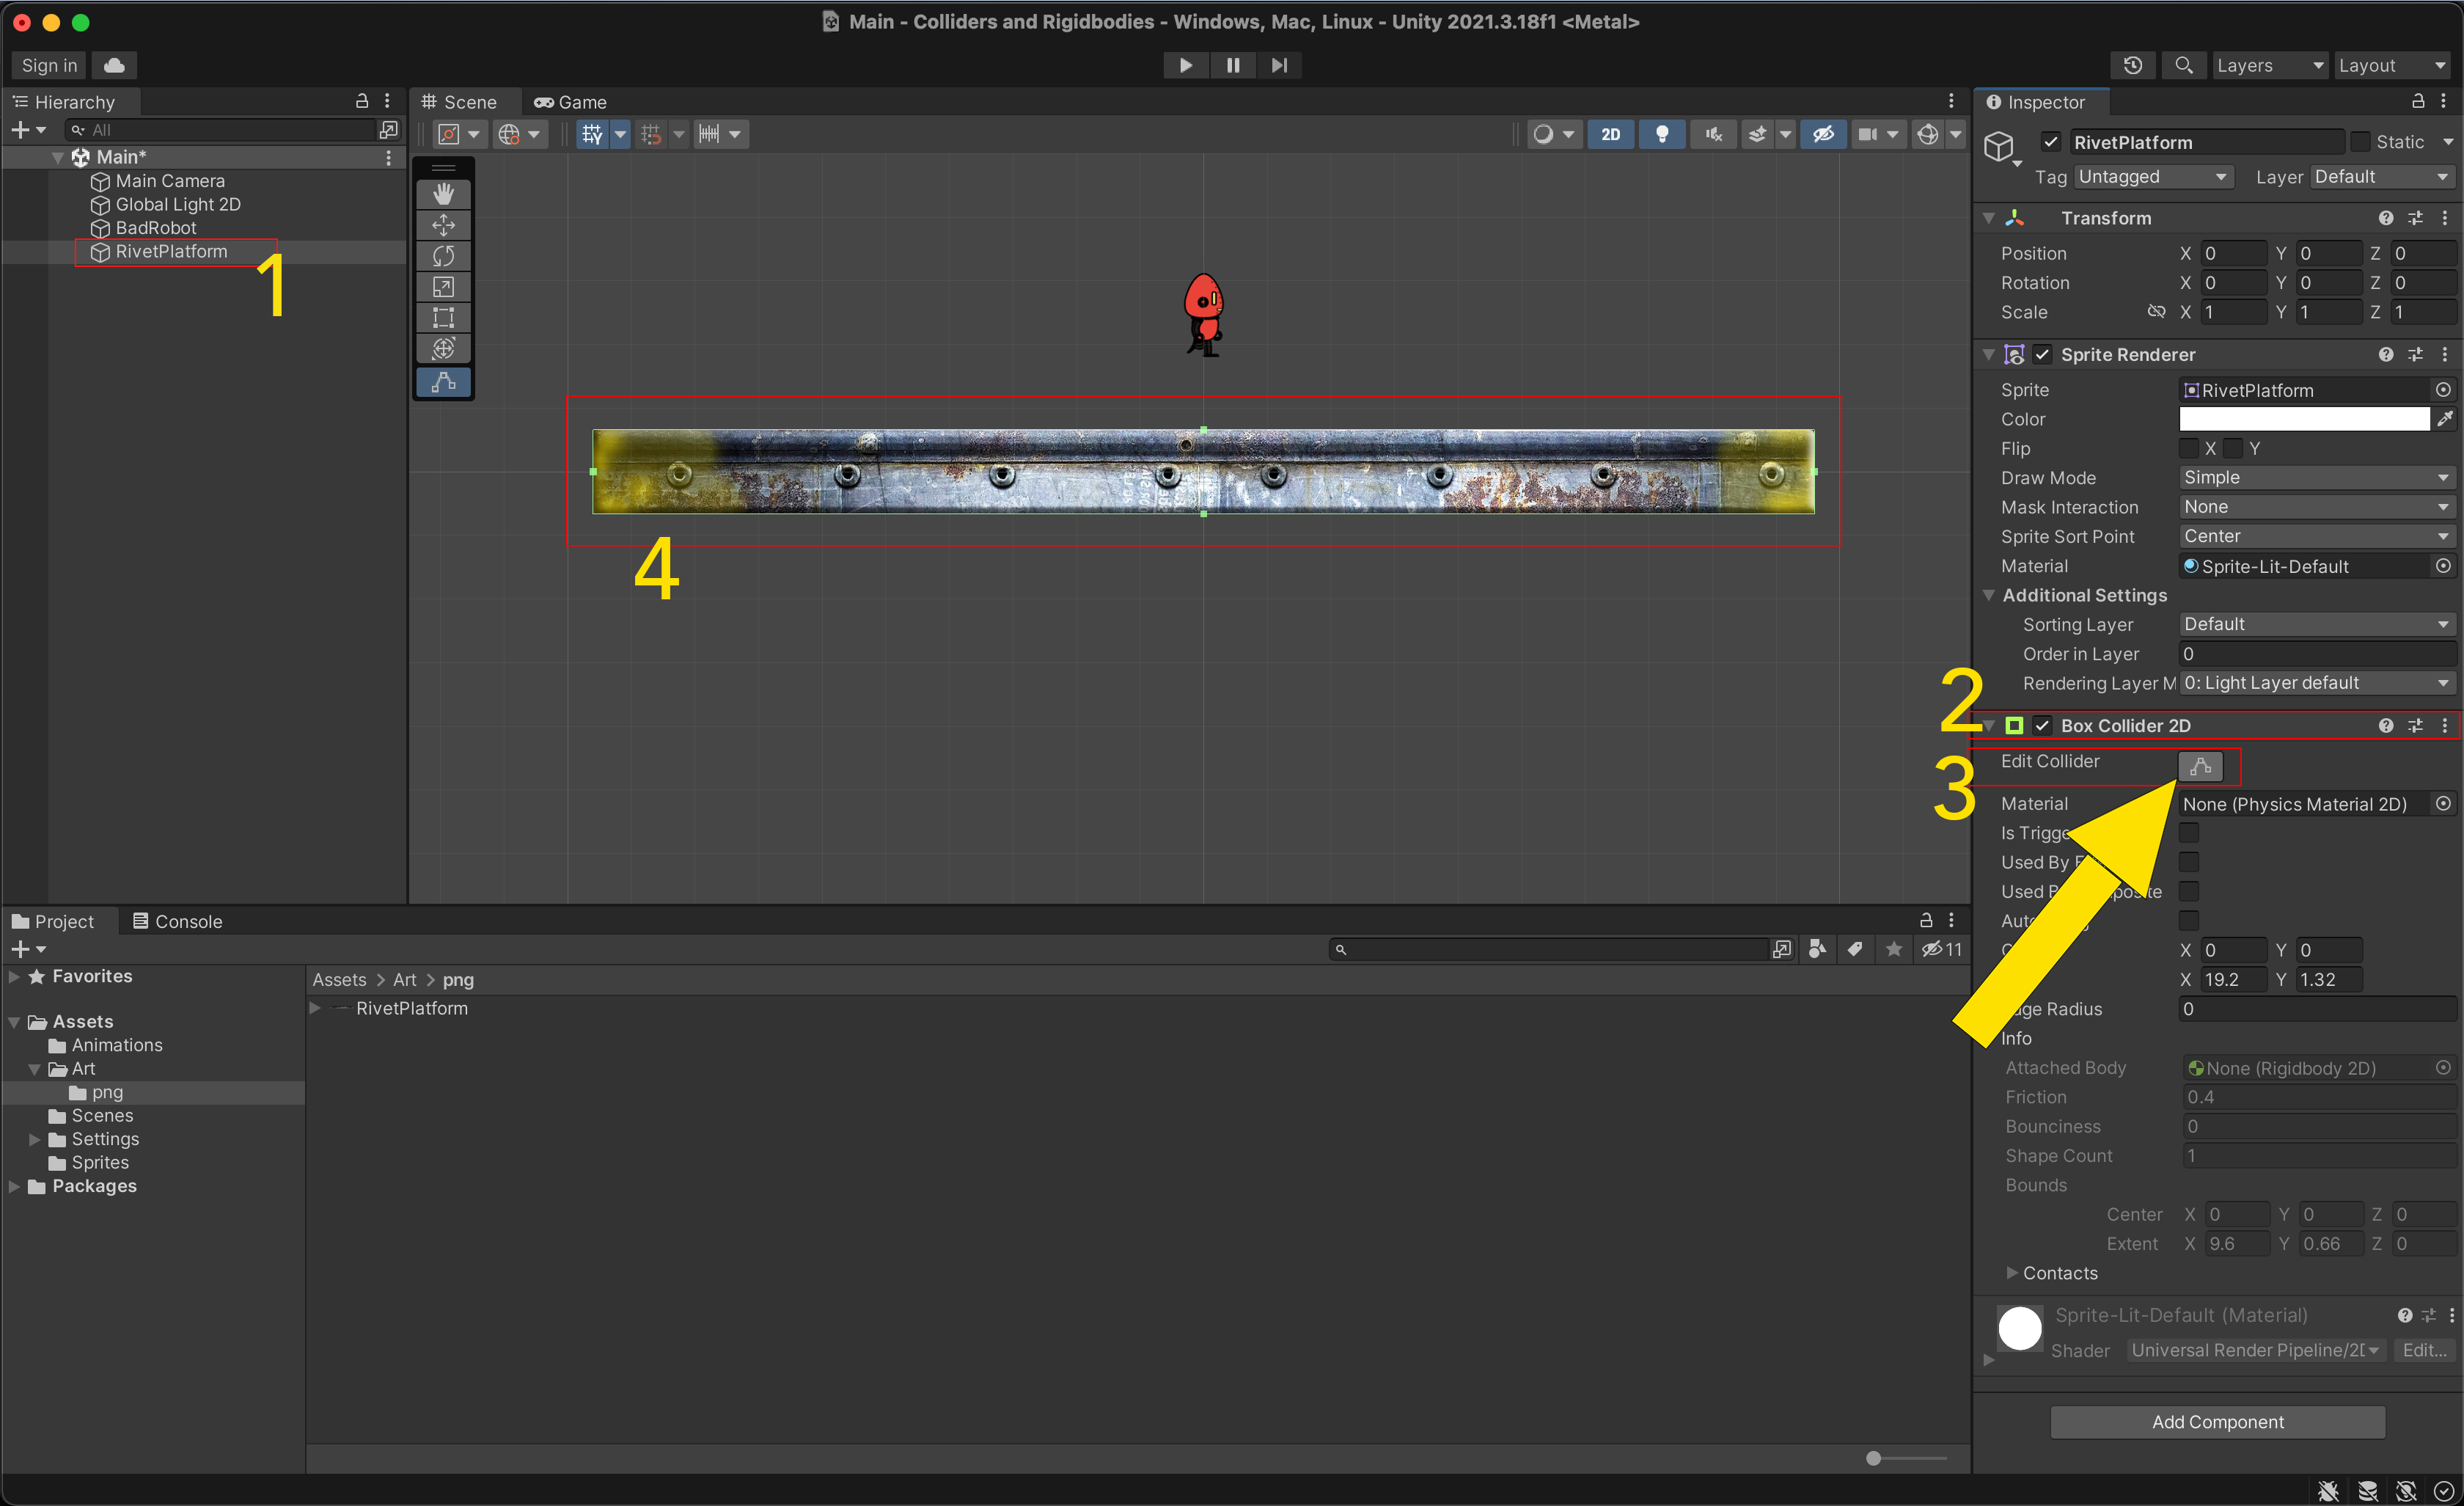 Main - Colliders and Rigidbodies - Windows, Mac, Linux - Unity 2021.3.18f1 <Metal>
Sign in
Layers
Layout
Hierarchy
All
Main*
Main Camera
Global Light 2D
BadRobot
RivetPlatform
1
Scene
Game
2D
4
Inspector
RivetPlatform
Static
Tag Untagged
Layer Default
Transform
Position X 0 Y 0 Z 0
Rotation X 0 Y 0 Z 0
Scale X 1 Y 1 Z 1
Sprite Renderer
Sprite RivetPlatform
Color
Flip X Y
Draw Mode Simple
Mask Interaction None
Sprite Sort Point Center
Material Sprite-Lit-Default
Additional Settings
Sorting Layer Default
Order in Layer 0
Rendering Layer M 0: Light Layer default
2
Box Collider 2D
3
Edit Collider
Material None (Physics Material 2D)
Is Trigge
Used By
Used B posite
Auto
X 0 Y 0
X 19.2 Y 1.32
ge Radius 0
Info
Attached Body None (Rigidbody 2D)
Friction 0.4
Bounciness 0
Shape Count 1
Bounds
Center X 0 Y 0 Z 0
Extent X 9.6 Y 0.66 Z 0
Contacts
Sprite-Lit-Default (Material)
Shader Universal Render Pipeline/2D
Edit...
Add Component
Project
Console
11
Favorites
Assets
Animations
Art
png
Scenes
Settings
Sprites
Packages
Assets > Art > png
RivetPlatform